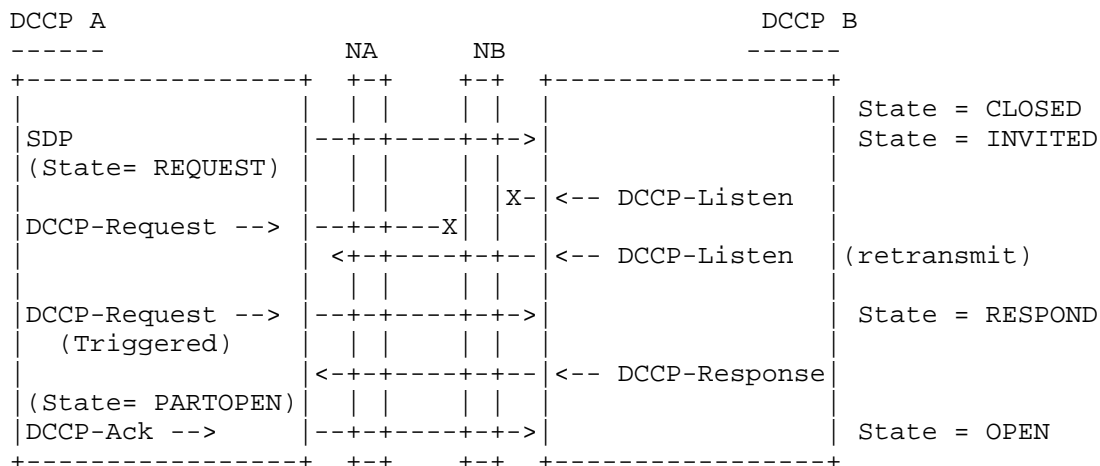 DCCP A                                              DCCP B
------                NA      NB                  ------
+-----------------+  +-+    +-+  +-----------------+
|                 |  | |    | |  |                 | State = CLOSED
|SDP              |--+-+----+-+->|                 | State = INVITED
|(State= REQUEST) |  | |    | |  |                 |
|                 |  | |    | |X-|<-- DCCP-Listen  |
|DCCP-Request --> |--+-+---X| |  |                 |
|                 | <+-+----+-+--|<-- DCCP-Listen  |(retransmit)
|                 |  | |    | |  |                 |
|DCCP-Request --> |--+-+----+-+->|                 | State = RESPOND
|  (Triggered)    |  | |    | |  |                 |
|                 |<-+-+----+-+--|<-- DCCP-Response|
|(State= PARTOPEN)|  | |    | |  |                 |
|DCCP-Ack -->     |--+-+----+-+->|                 | State = OPEN
+-----------------+  +-+    +-+  +-----------------+